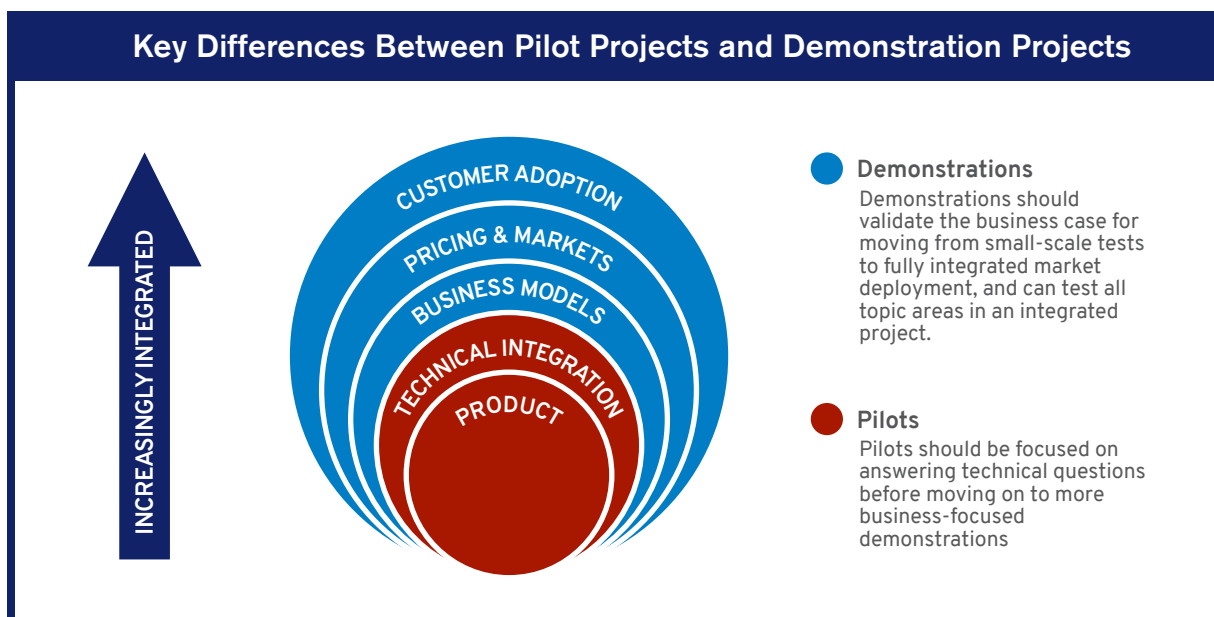 Key Differences Between Pilot Projects and Demonstration Projects
INCREASINGLY INTEGRATED
CUSTOMER ADOPTION
PRICING & MARKETS
BUSINESS MODELS
TECHNICAL INTEGRATION
PRODUCT
Demonstrations
Demonstrations should
validate the business case for
moving from small-scale tests
to fully integrated market
deployment, and can test all
topic areas in an integrated
project.
Pilots
Pilots should be focused on
answering technical questions
before moving on to more
business-focused
demonstrations